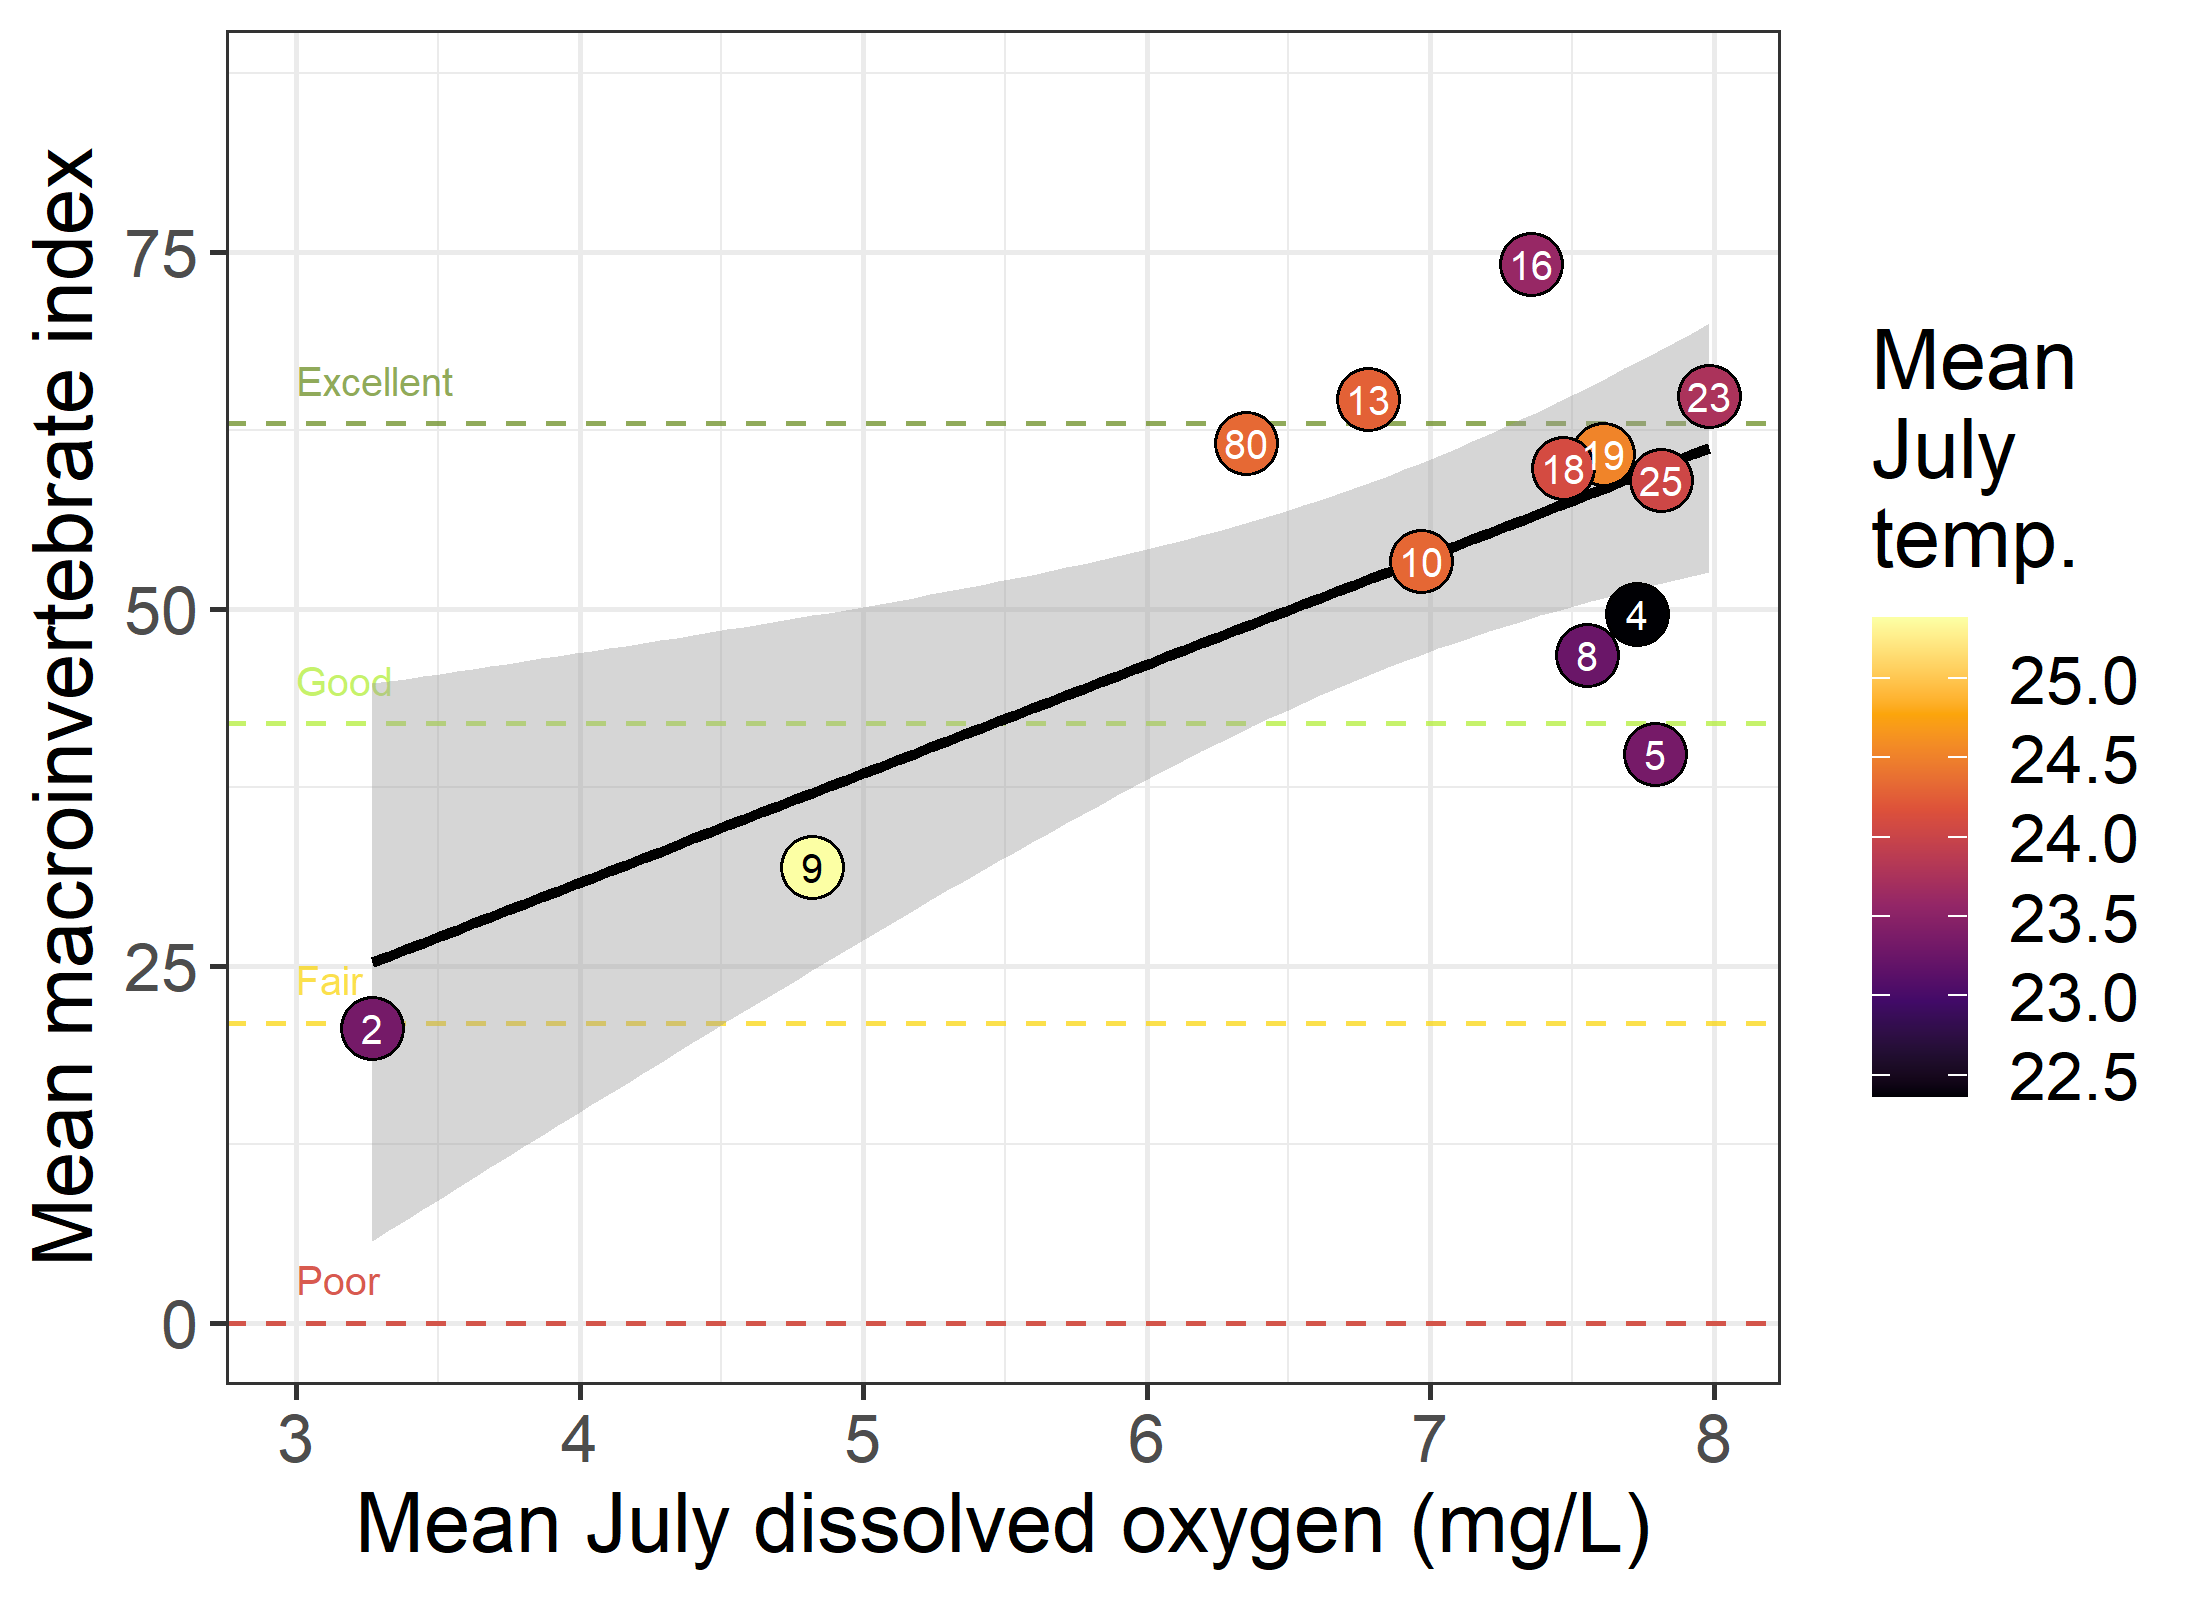 Mean macroinvertebrate index
75
50
25
0
Excellent
Good
Fair
Poor
16
13
23
80
18
19
25
10
4
8
5
9
2
3 4 5 6 7 8
Mean July dissolved oxygen (mg/L)
Mean
July
temp.
25.0
24.5
24.0
23.5
23.0
22.5